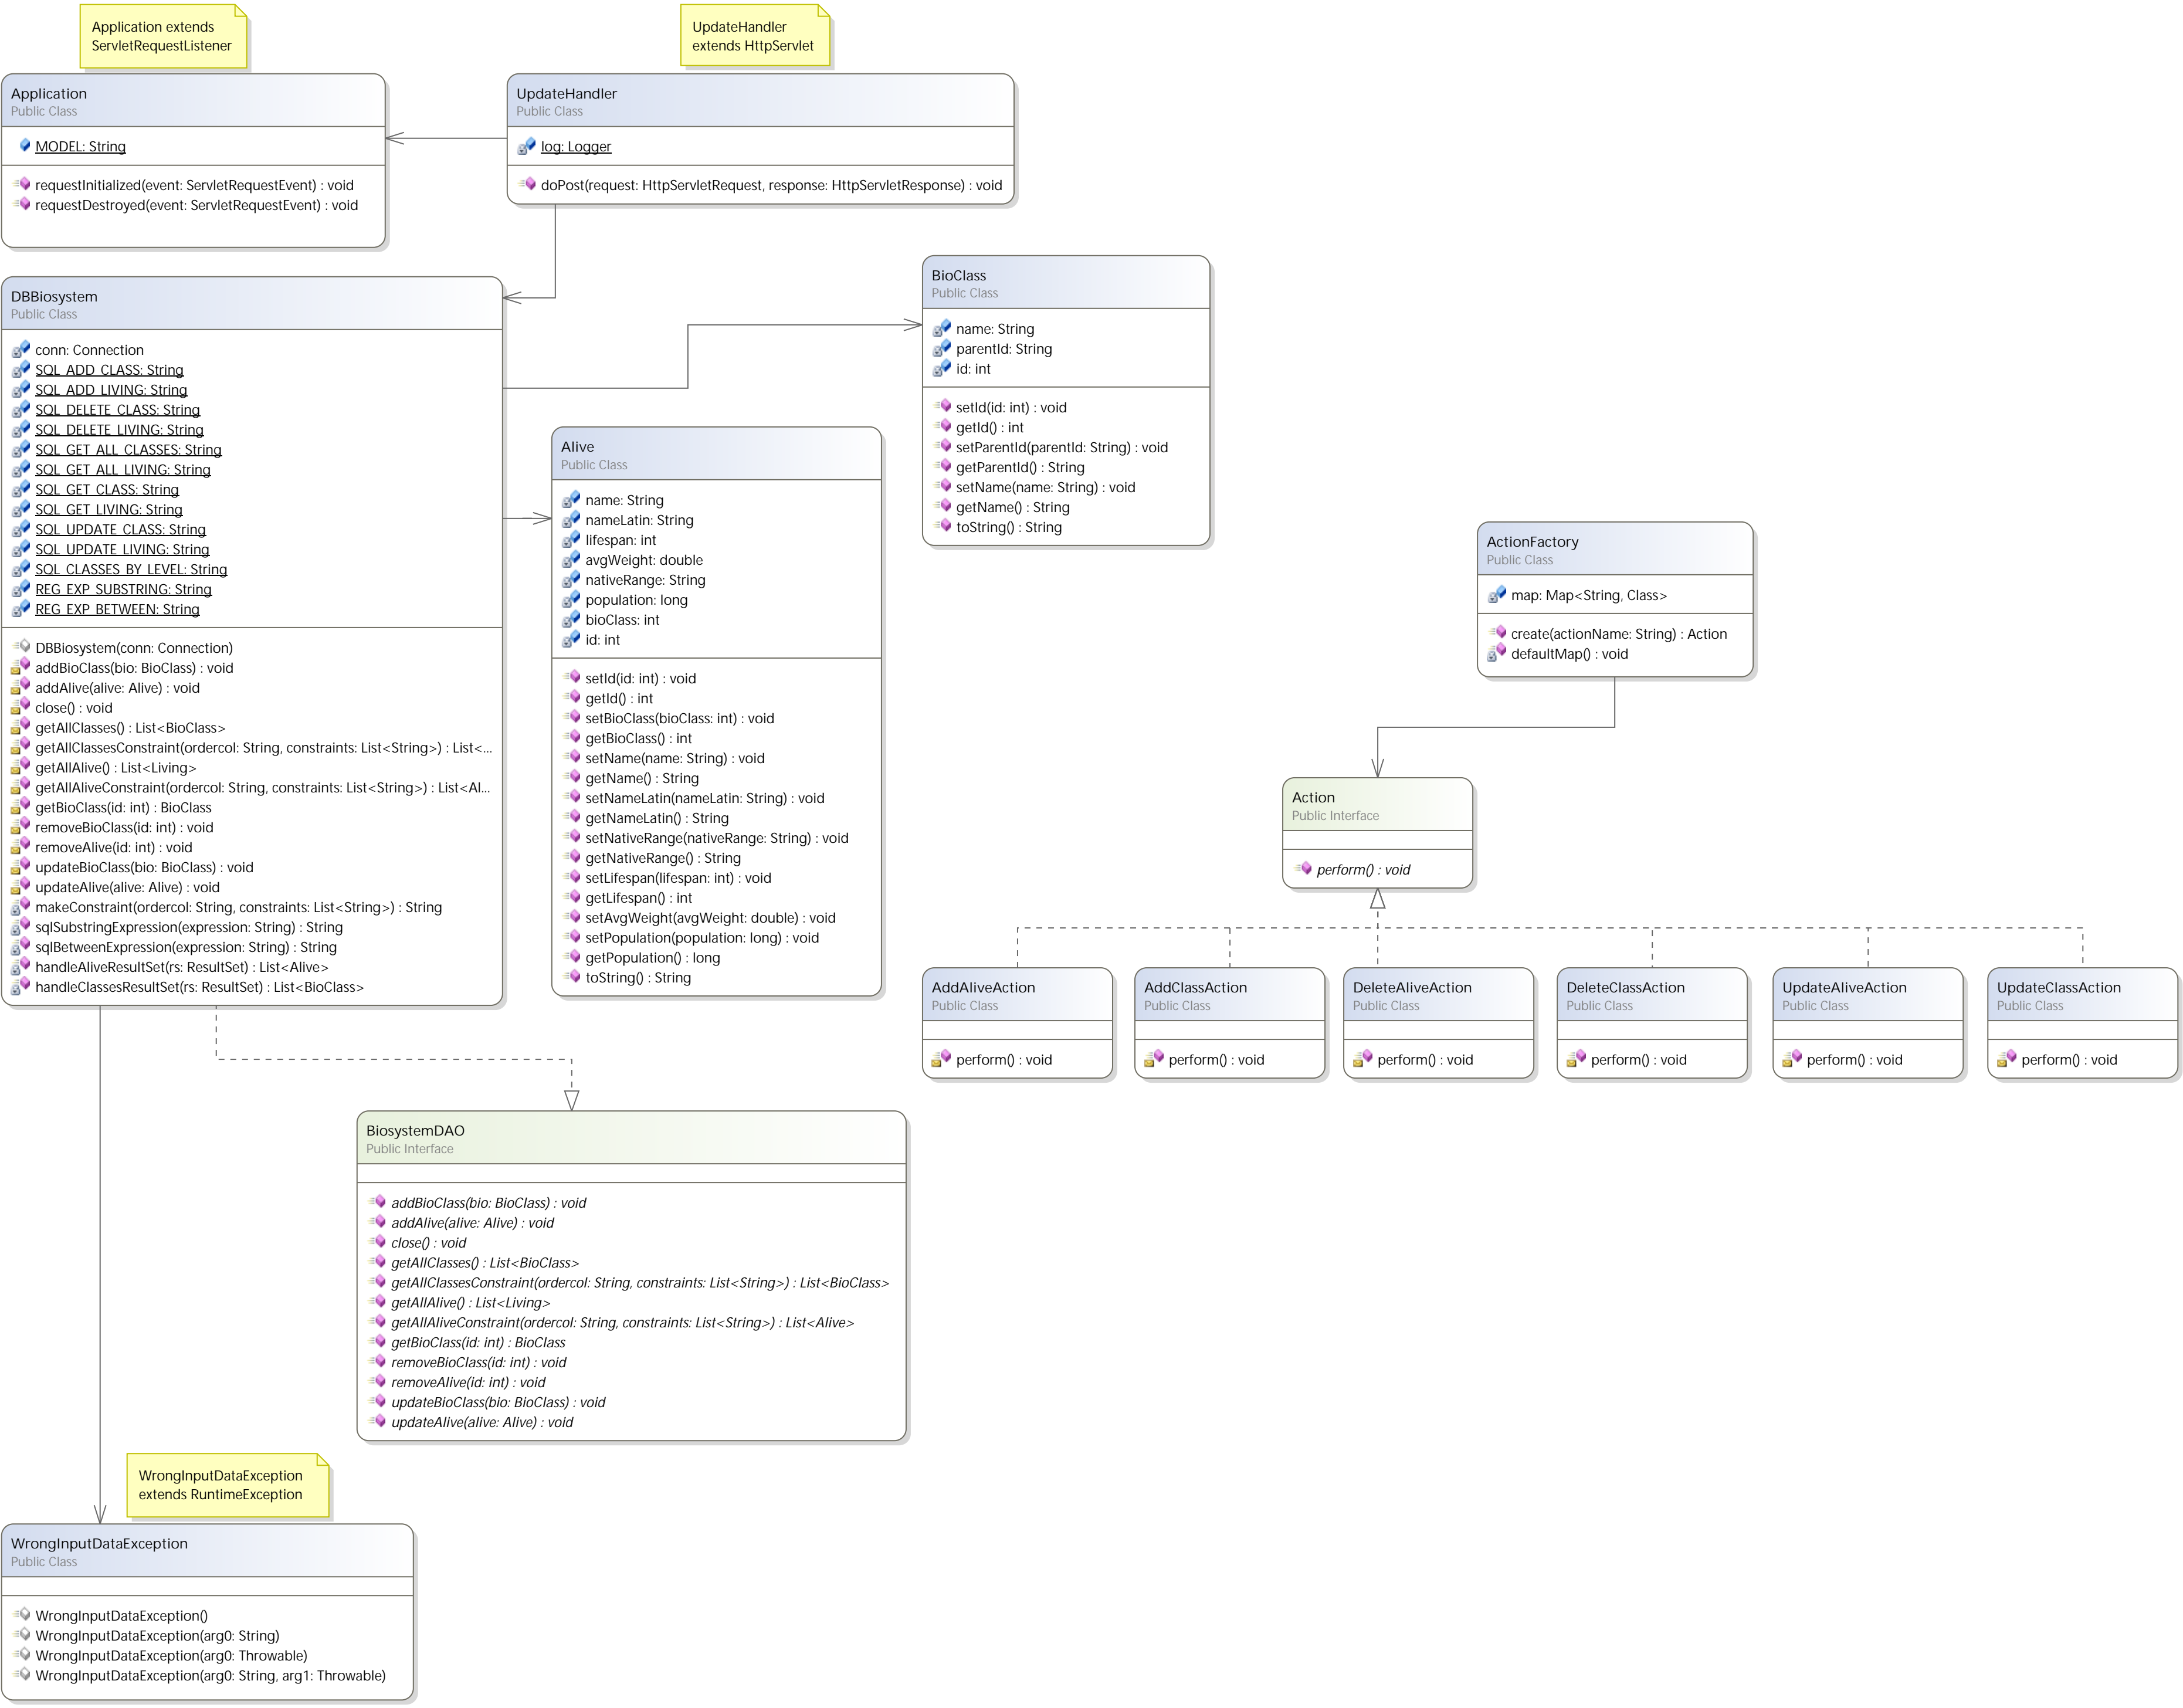 Application extends
ServletRequestListener
UpdateHandler
extends HttpServlet
Application
Public Class
MODEL: String
requestInitialized(event: ServletRequestEvent) : void
requestDestroyed(event: ServletRequestEvent) : void
UpdateHandler
Public Class
log: Logger
doPost(request: HttpServletRequest, response: HttpServletResponse) : void
DBBiosystem
Public Class
conn: Connection
SQL_ADD_CLASS: String
SQL_ADD_LIVING: String
SQL_DELETE_CLASS: String
SQL_DELETE_LIVING: String
SQL_GET_ALL_CLASSES: String
SQL_GET_ALL_LIVING: String
SQL_GET_CLASS: String
SQL_GET_LIVING: String
SQL_UPDATE_CLASS: String
SQL_UPDATE_LIVING: String
SQL_CLASSES_BY_LEVEL: String
REG_EXP_SUBSTRING: String
REG_EXP_BETWEEN: String
DBBiosystem(conn: Connection)
addBioClass(bio: BioClass) : void
addAlive(alive: Alive) : void
close() : void
getAllClasses() : List<BioClass>
getAllClassesConstraint(ordercol: String, constraints: List<String>) : List<...
getAllAlive() : List<Living>
getAllAliveConstraint(ordercol: String, constraints: List<String>) : List<Al...
getBioClass(id: int) : BioClass
removeBioClass(id: int) : void
removeAlive(id: int) : void
updateBioClass(bio: BioClass) : void
updateAlive(alive: Alive) : void
makeConstraint(ordercol: String, constraints: List<String>) : String
sqlSubstringExpression(expression: String) : String
sqlBetweenExpression(expression: String) : String
handleAliveResultSet(rs: ResultSet) : List<Alive>
handleClassesResultSet(rs: ResultSet) : List<BioClass>
Alive
Public Class
name: String
nameLatin: String
lifespan: int
avgWeight: double
nativeRange: String
population: long
bioClass: int
id: int
setId(id: int) : void
getId() : int
setBioClass(bioClass: int) : void
getBioClass() : int
setName(name: String) : void
getName() : String
setNameLatin(nameLatin: String) : void
getNameLatin() : String
setNativeRange(nativeRange: String) : void
getNativeRange() : String
setLifespan(lifespan: int) : void
getLifespan() : int
setAvgWeight(avgWeight: double) : void
setPopulation(population: long) : void
getPopulation() : long
toString() : String
BioClass
Public Class
name: String
parentId: String
id: int
setId(id: int) : void
getId() : int
setParentId(parentId: String) : void
getParentId() : String
setName(name: String) : void
getName() : String
toString() : String
ActionFactory
Public Class
map: Map<String, Class>
create(actionName: String) : Action
defaultMap() : void
Action
Public Interface
perform() : void
AddAliveAction
Public Class
perform() : void
AddClassAction
Public Class
perform() : void
DeleteAliveAction
Public Class
perform() : void
DeleteClassAction
Public Class
perform() : void
UpdateAliveAction
Public Class
perform() : void
UpdateClassAction
Public Class
perform() : void
BiosystemDAO
Public Interface
addBioClass(bio: BioClass) : void
addAlive(alive: Alive) : void
close() : void
getAllClasses() : List<BioClass>
getAllClassesConstraint(ordercol: String, constraints: List<String>) : List<BioClass>
getAllAlive() : List<Living>
getAllAliveConstraint(ordercol: String, constraints: List<String>) : List<Alive>
getBioClass(id: int) : BioClass
removeBioClass(id: int) : void
removeAlive(id: int) : void
updateBioClass(bio: BioClass) : void
updateAlive(alive: Alive) : void
WrongInputDataException
extends RuntimeException
WrongInputDataException
Public Class
WrongInputDataException()
WrongInputDataException(arg0: String)
WrongInputDataException(arg0: Throwable)
WrongInputDataException(arg0: String, arg1: Throwable)